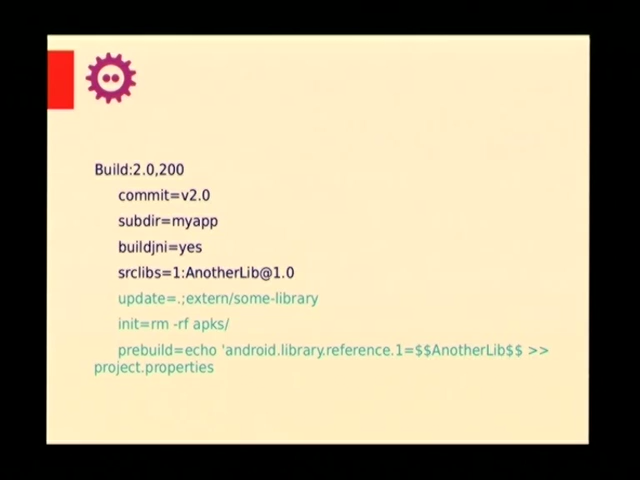 Build:2.0,200
commit=v2.0
subdir=myapp
buildjni=yes
srclibs=1:AnotherLib@1.0
update=.;extern/some-library
init=rm -rf apks/
prebuild=echo 'android.library.reference.1=$$AnotherLib$$ >>
project.properties